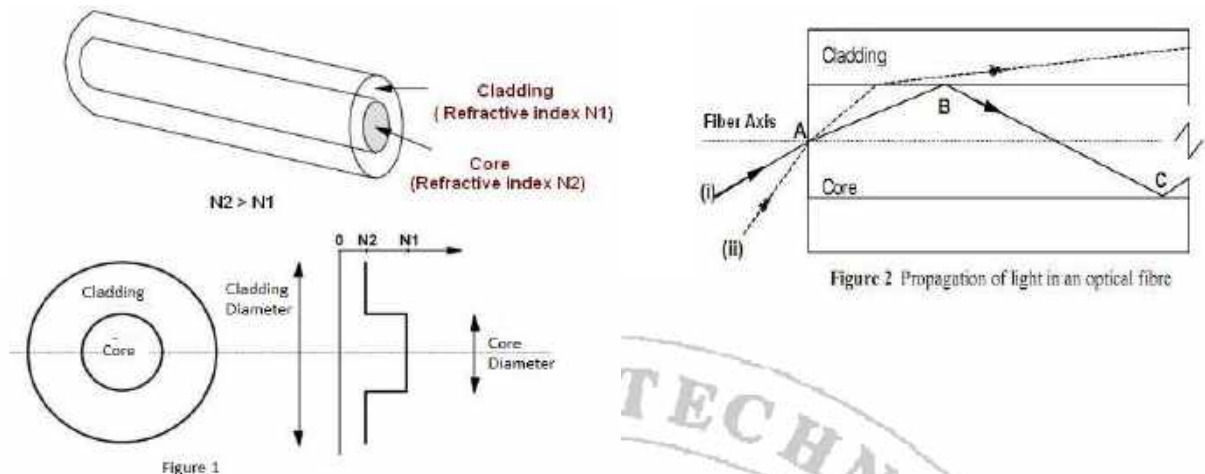 Cladding
( Refractive index N1)
Core
(Refractive index N2)
N2 > N1
0 N2 N1
Cladding
Diameter
Cladding
Core
Core
Diameter
Figure 1
Cladding
Fiber Axis
A
B
Core
C
(i)
(ii)
Figure 2 Propagation of light in an optical fibre
TECHN